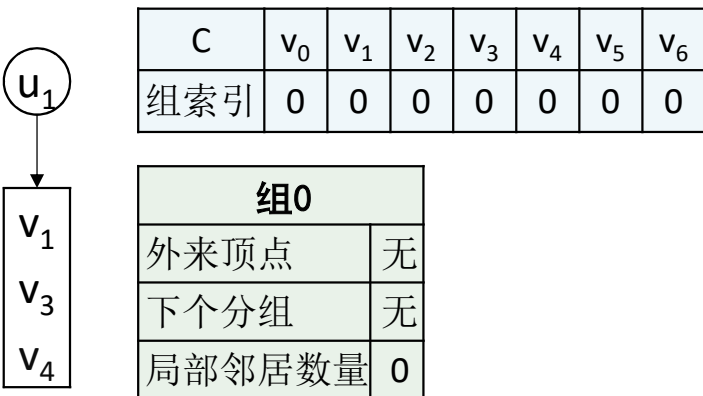 C v₀ v₁ v₂ v₃ v₄ v₅ v₆
组索引 0 0 0 0 0 0 0
u₁
v₁
v₃
v₄
组0
外来顶点 无
下个分组 无
局部邻居数量 0